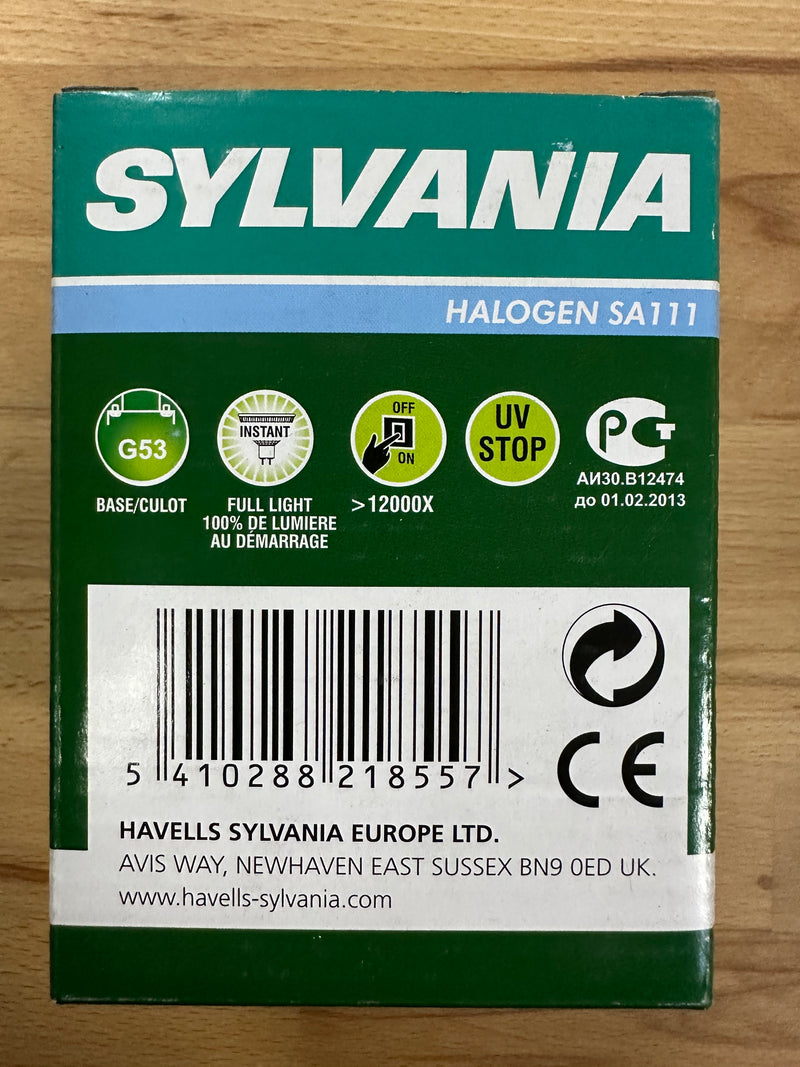 SYLVANIA
HALOGEN SA111
G53
BASE/CULOT
INSTANT
FULL LIGHT
100% DE LUMIERE
AU DÉMARRAGE
OFF
ON
>12000X
UV
STOP
РСТ
АИ30.В12474
до 01.02.2013
5 410288 218557 >
CE
HAVELLS SYLVANIA EUROPE LTD.
AVIS WAY, NEWHAVEN EAST SUSSEX BN9 0ED UK.
www.havells-sylvania.com